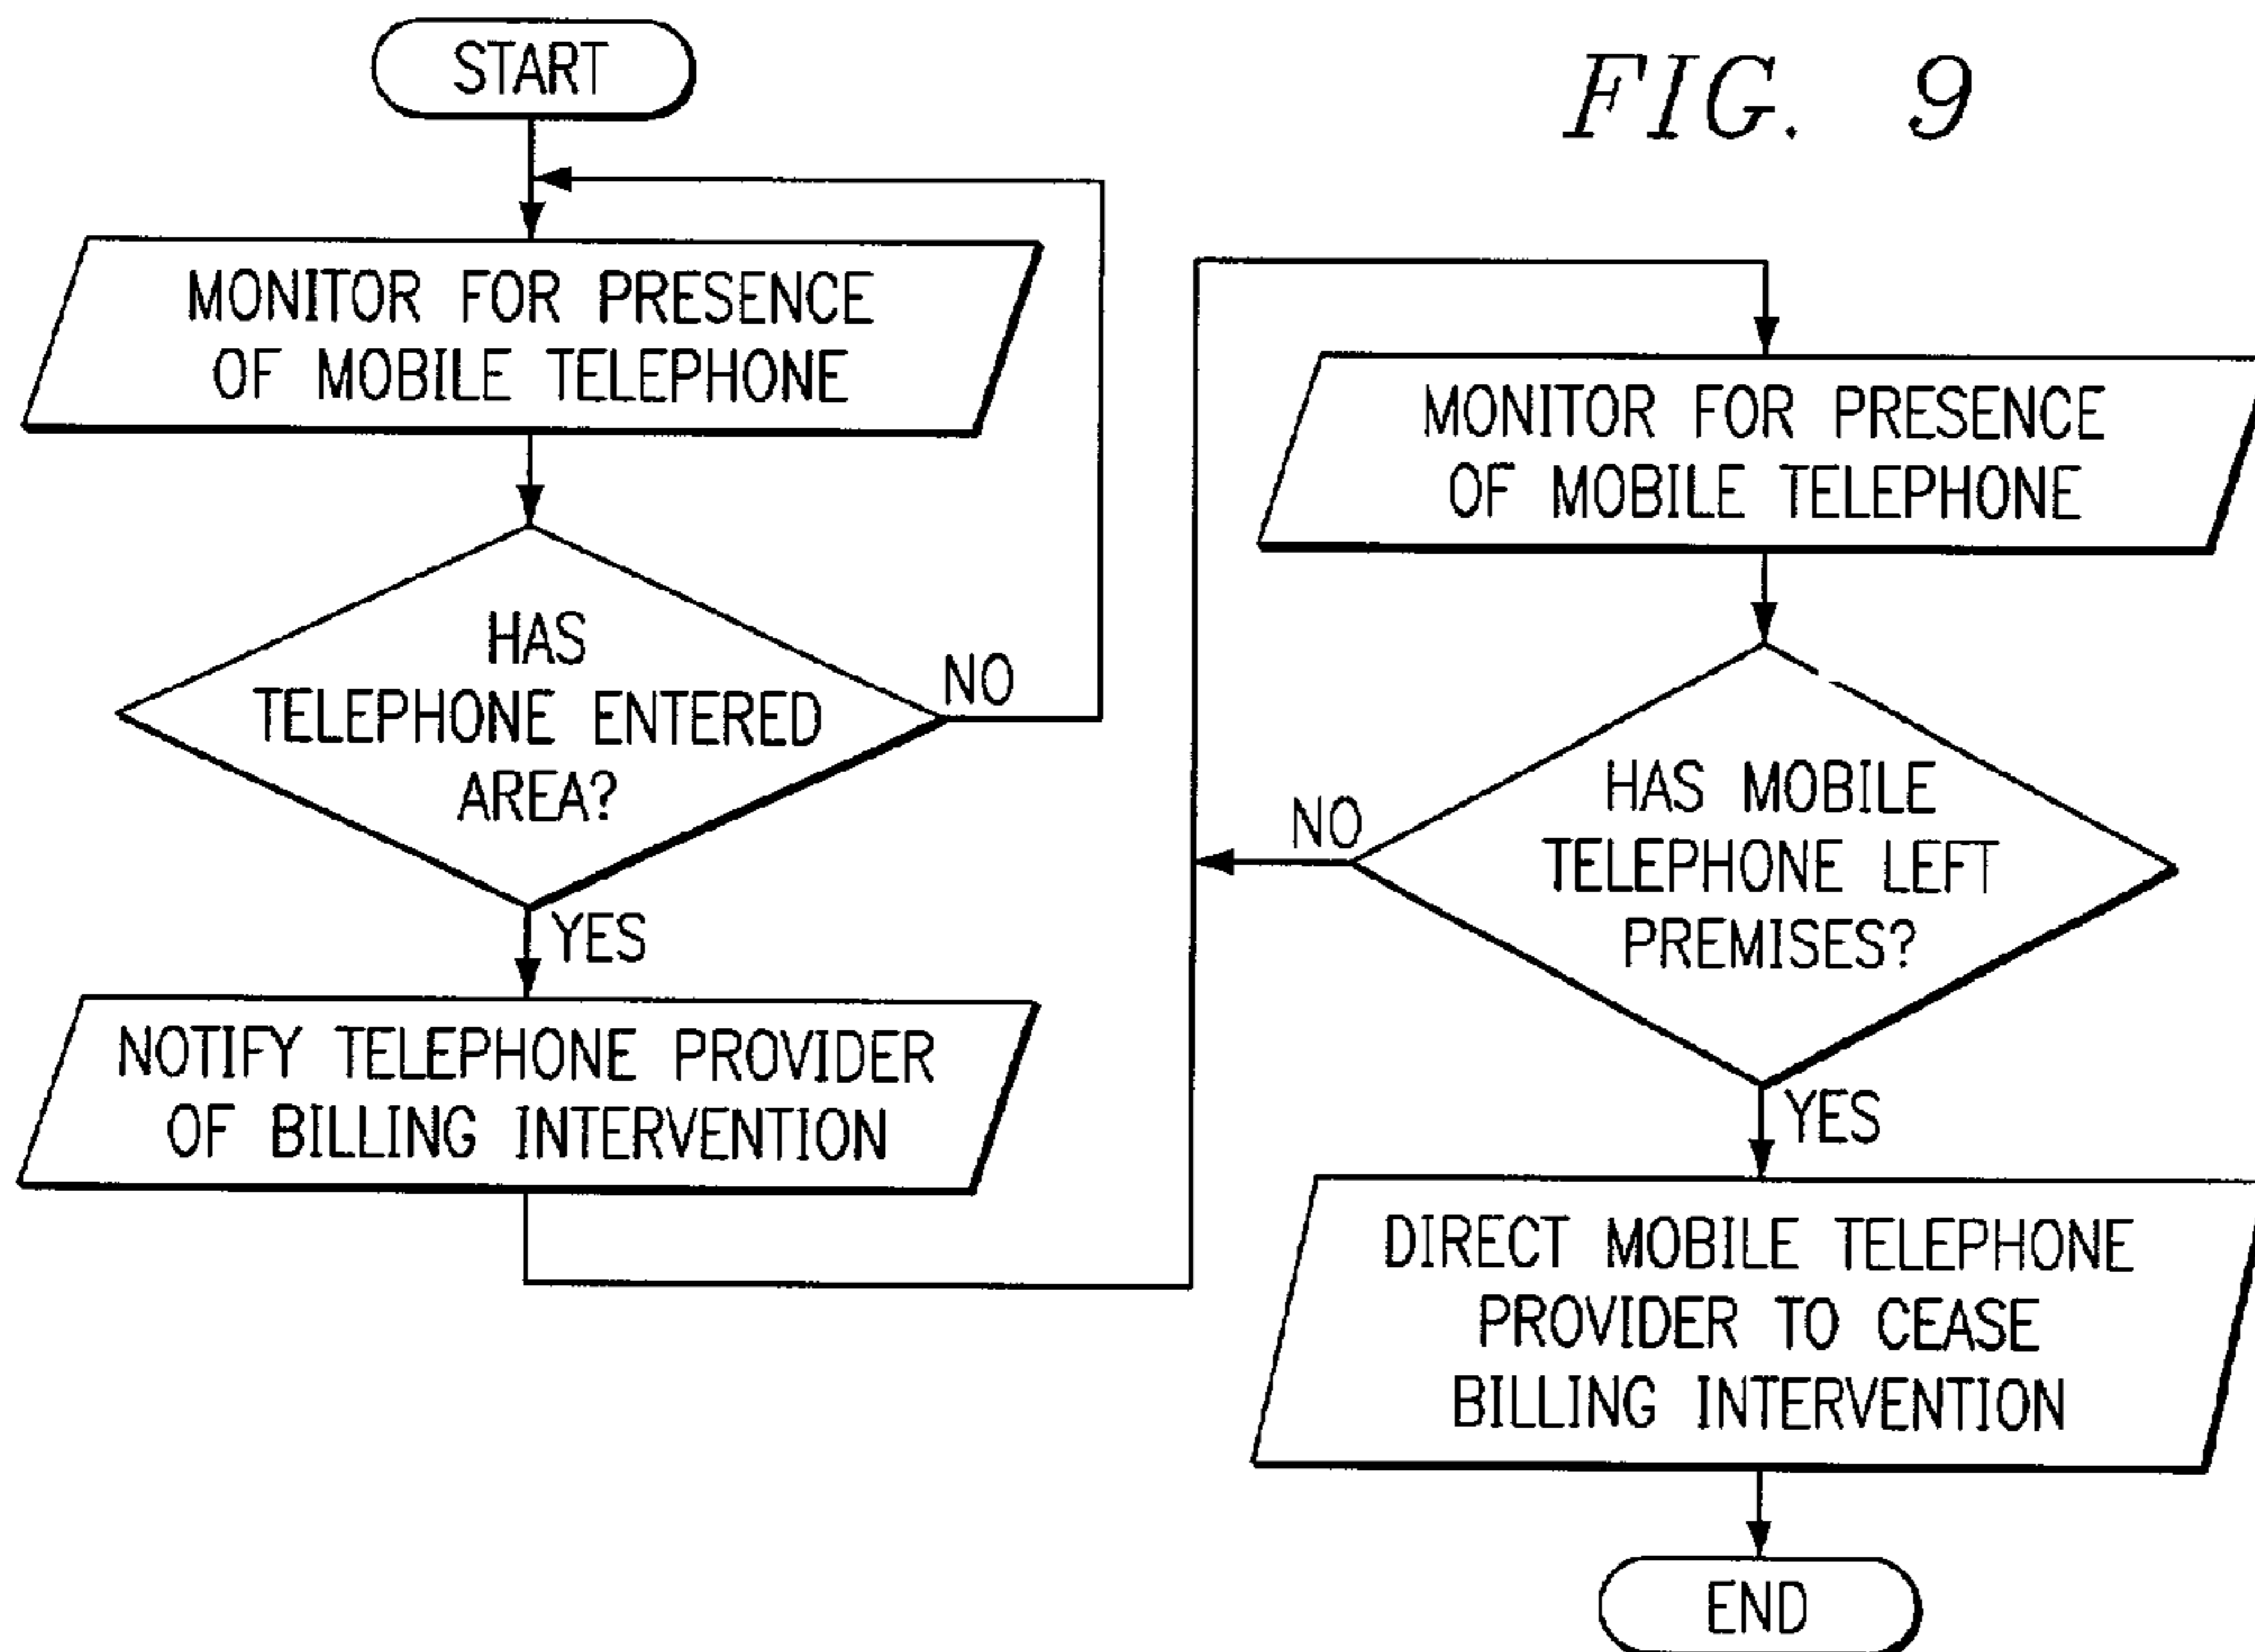 FIG. 9
START
MONITOR FOR PRESENCE
OF MOBILE TELEPHONE
HAS
TELEPHONE ENTERED
AREA?
NO
YES
NOTIFY TELEPHONE PROVIDER
OF BILLING INTERVENTION
MONITOR FOR PRESENCE
OF MOBILE TELEPHONE
HAS MOBILE
TELEPHONE LEFT
PREMISES?
NO
YES
DIRECT MOBILE TELEPHONE
PROVIDER TO CEASE
BILLING INTERVENTION
END